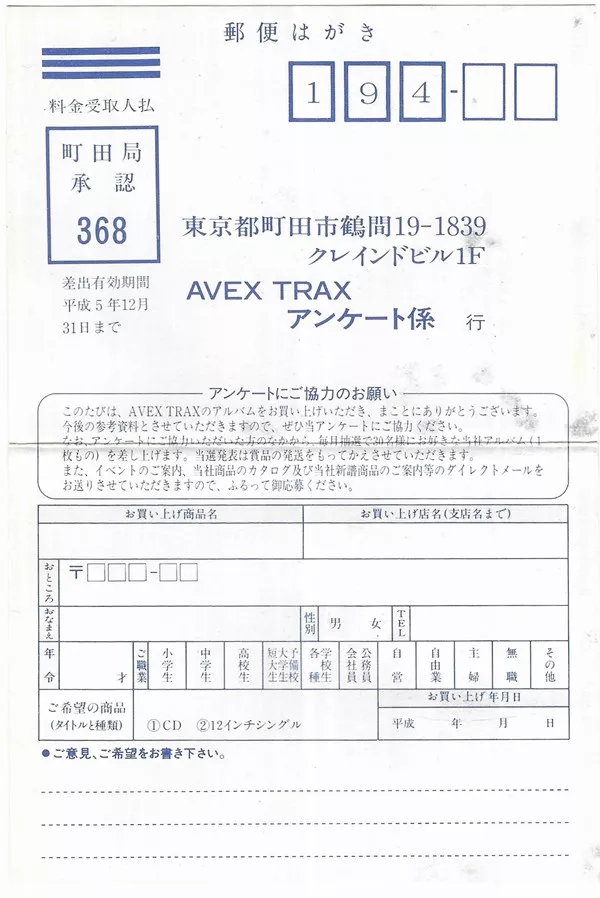 郵便はがき
料金受取人払
194-
町田局
承認
368
差出有効期間
平成5年12月
31日まで
東京都町田市鶴間19-1839
クレインドビル1F
AVEX TRAX
アンケート係 行
アンケートにご協力のお願い
このたびは、AVEX TRAXのアルバムをお買い上げいただき、まことにありがとうございます。
今後の参考資料とさせていただきますので、ぜひ当アンケートにご協力ください。
なお、アンケートにご協力いただいた方のなかから、毎月抽選で30名様にお好きな当社アルバム(1
枚もの)を差し上げます。当選発表は賞品の発送をもってかえさせていただきます。
また、イベントのご案内、当社商品のカタログ及び当社新譜商品のご案内等のダイレクトメールを
お送りさせていただきますので、ふるって御応募ください。
お買い上げ商品名 お買い上げ店名(支店名まで)
おところ 〒□□□-□□
おなまえ 性別 男 女 TEL
年令 才 ご職業 小学生 中学生 高校生 短大生 大学生 予備校生 各種学校生 会社員 公務員 自営 自由業 主婦 無職 その他
ご希望の商品
(タイトルと種類) ①CD ②12インチシングル
お買い上げ年月日
平成 年 月 日
●ご意見、ご希望をお書き下さい。